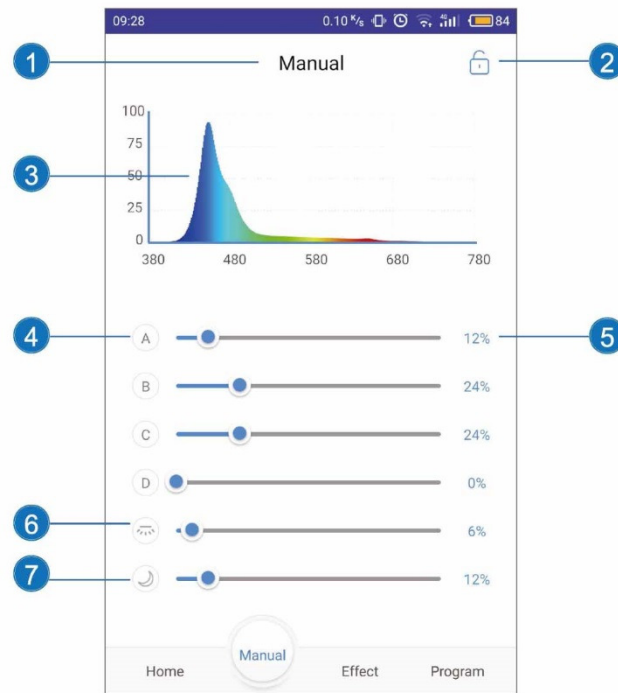 09:28 0.10 K/s 4G 84
1 Manual 2
100
75
3 50
25
0
380 480 580 680 780
4 A 12% 5
B 24%
C 24%
D 0%
6 6%
7 12%
Home Manual Effect Program